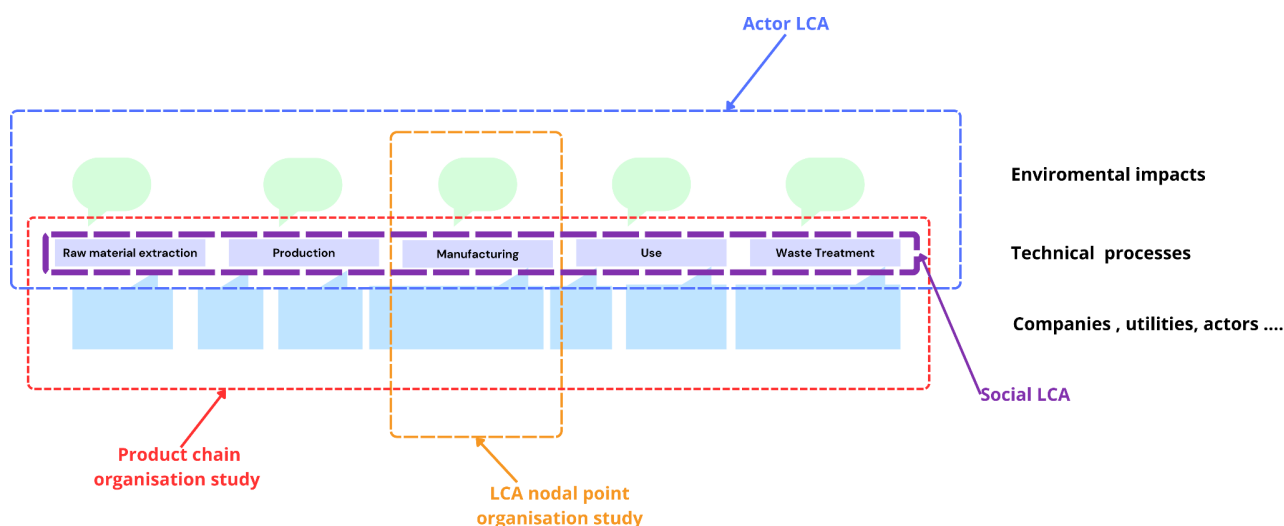 Actor LCA
Enviromental impacts
Raw material extraction
Production
Manufacturing
Use
Waste Treatment
Technical processes
Companies , utilities, actors ....
Social LCA
Product chain
organisation study
LCA nodal point
organisation study